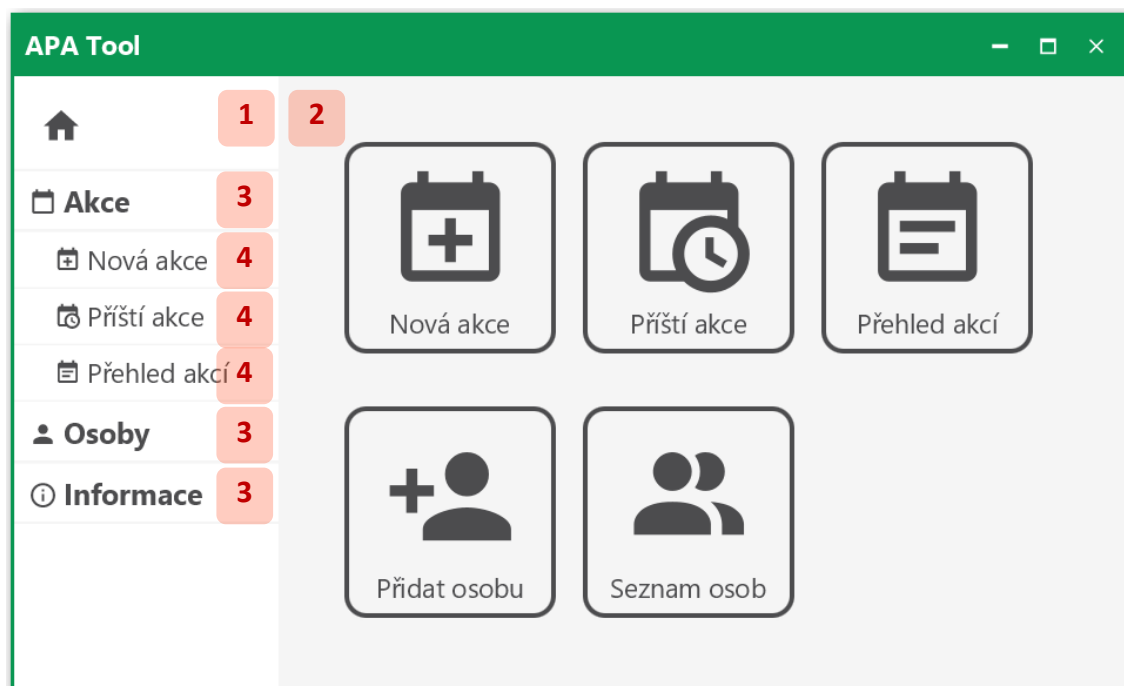 APA Tool
1
2
Akce 3
Nová akce 4
Příští akce 4
Přehled akcí 4
Osoby 3
Informace 3
Nová akce
Příští akce
Přehled akcí
Přidat osobu
Seznam osob